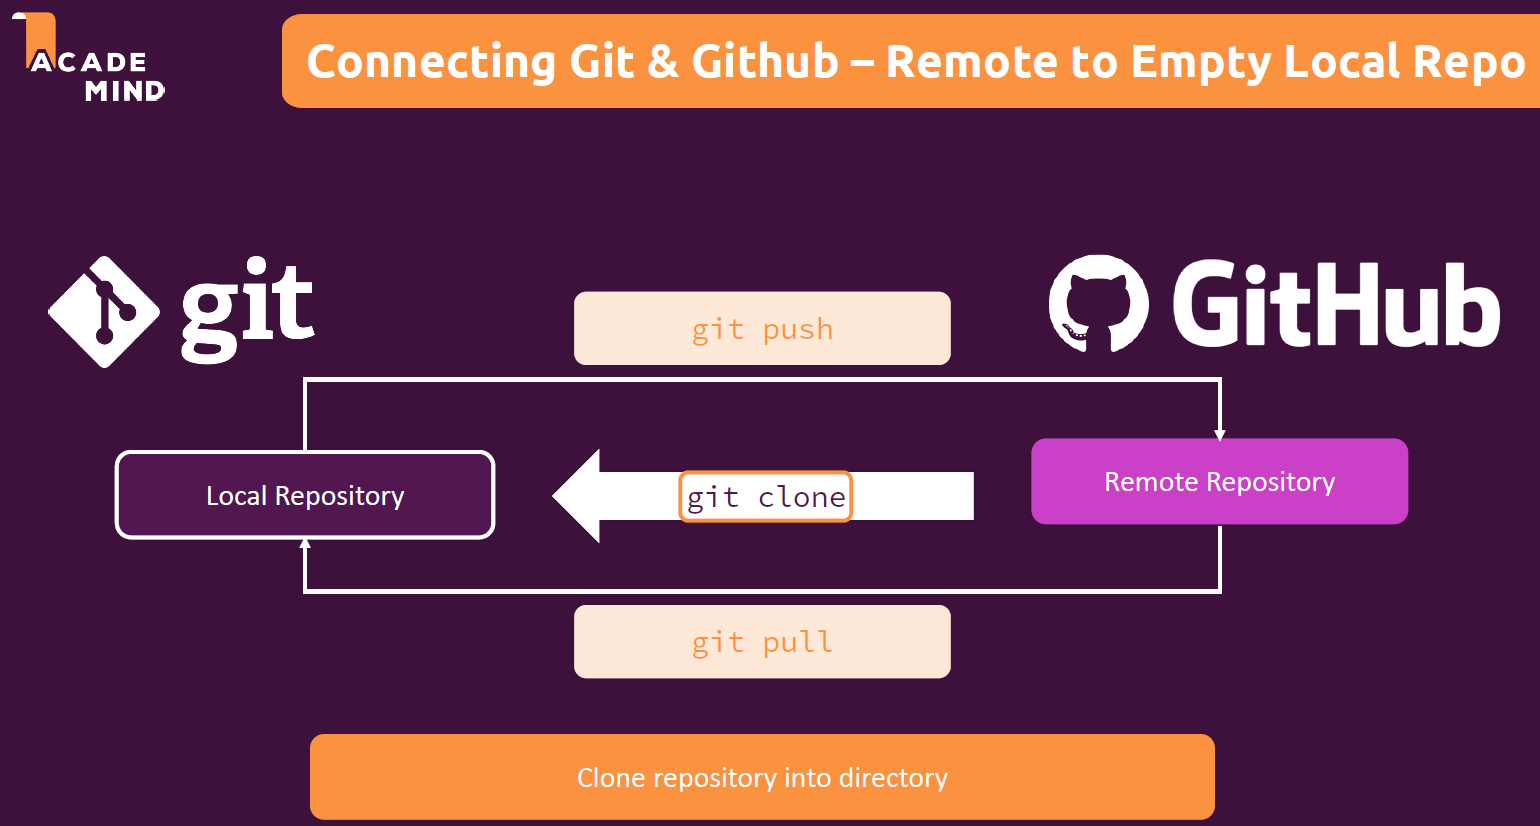 ACADE
MIND
Connecting Git & Github – Remote to Empty Local Repo
git
GitHub
git push
Local Repository
git clone
Remote Repository
git pull
Clone repository into directory